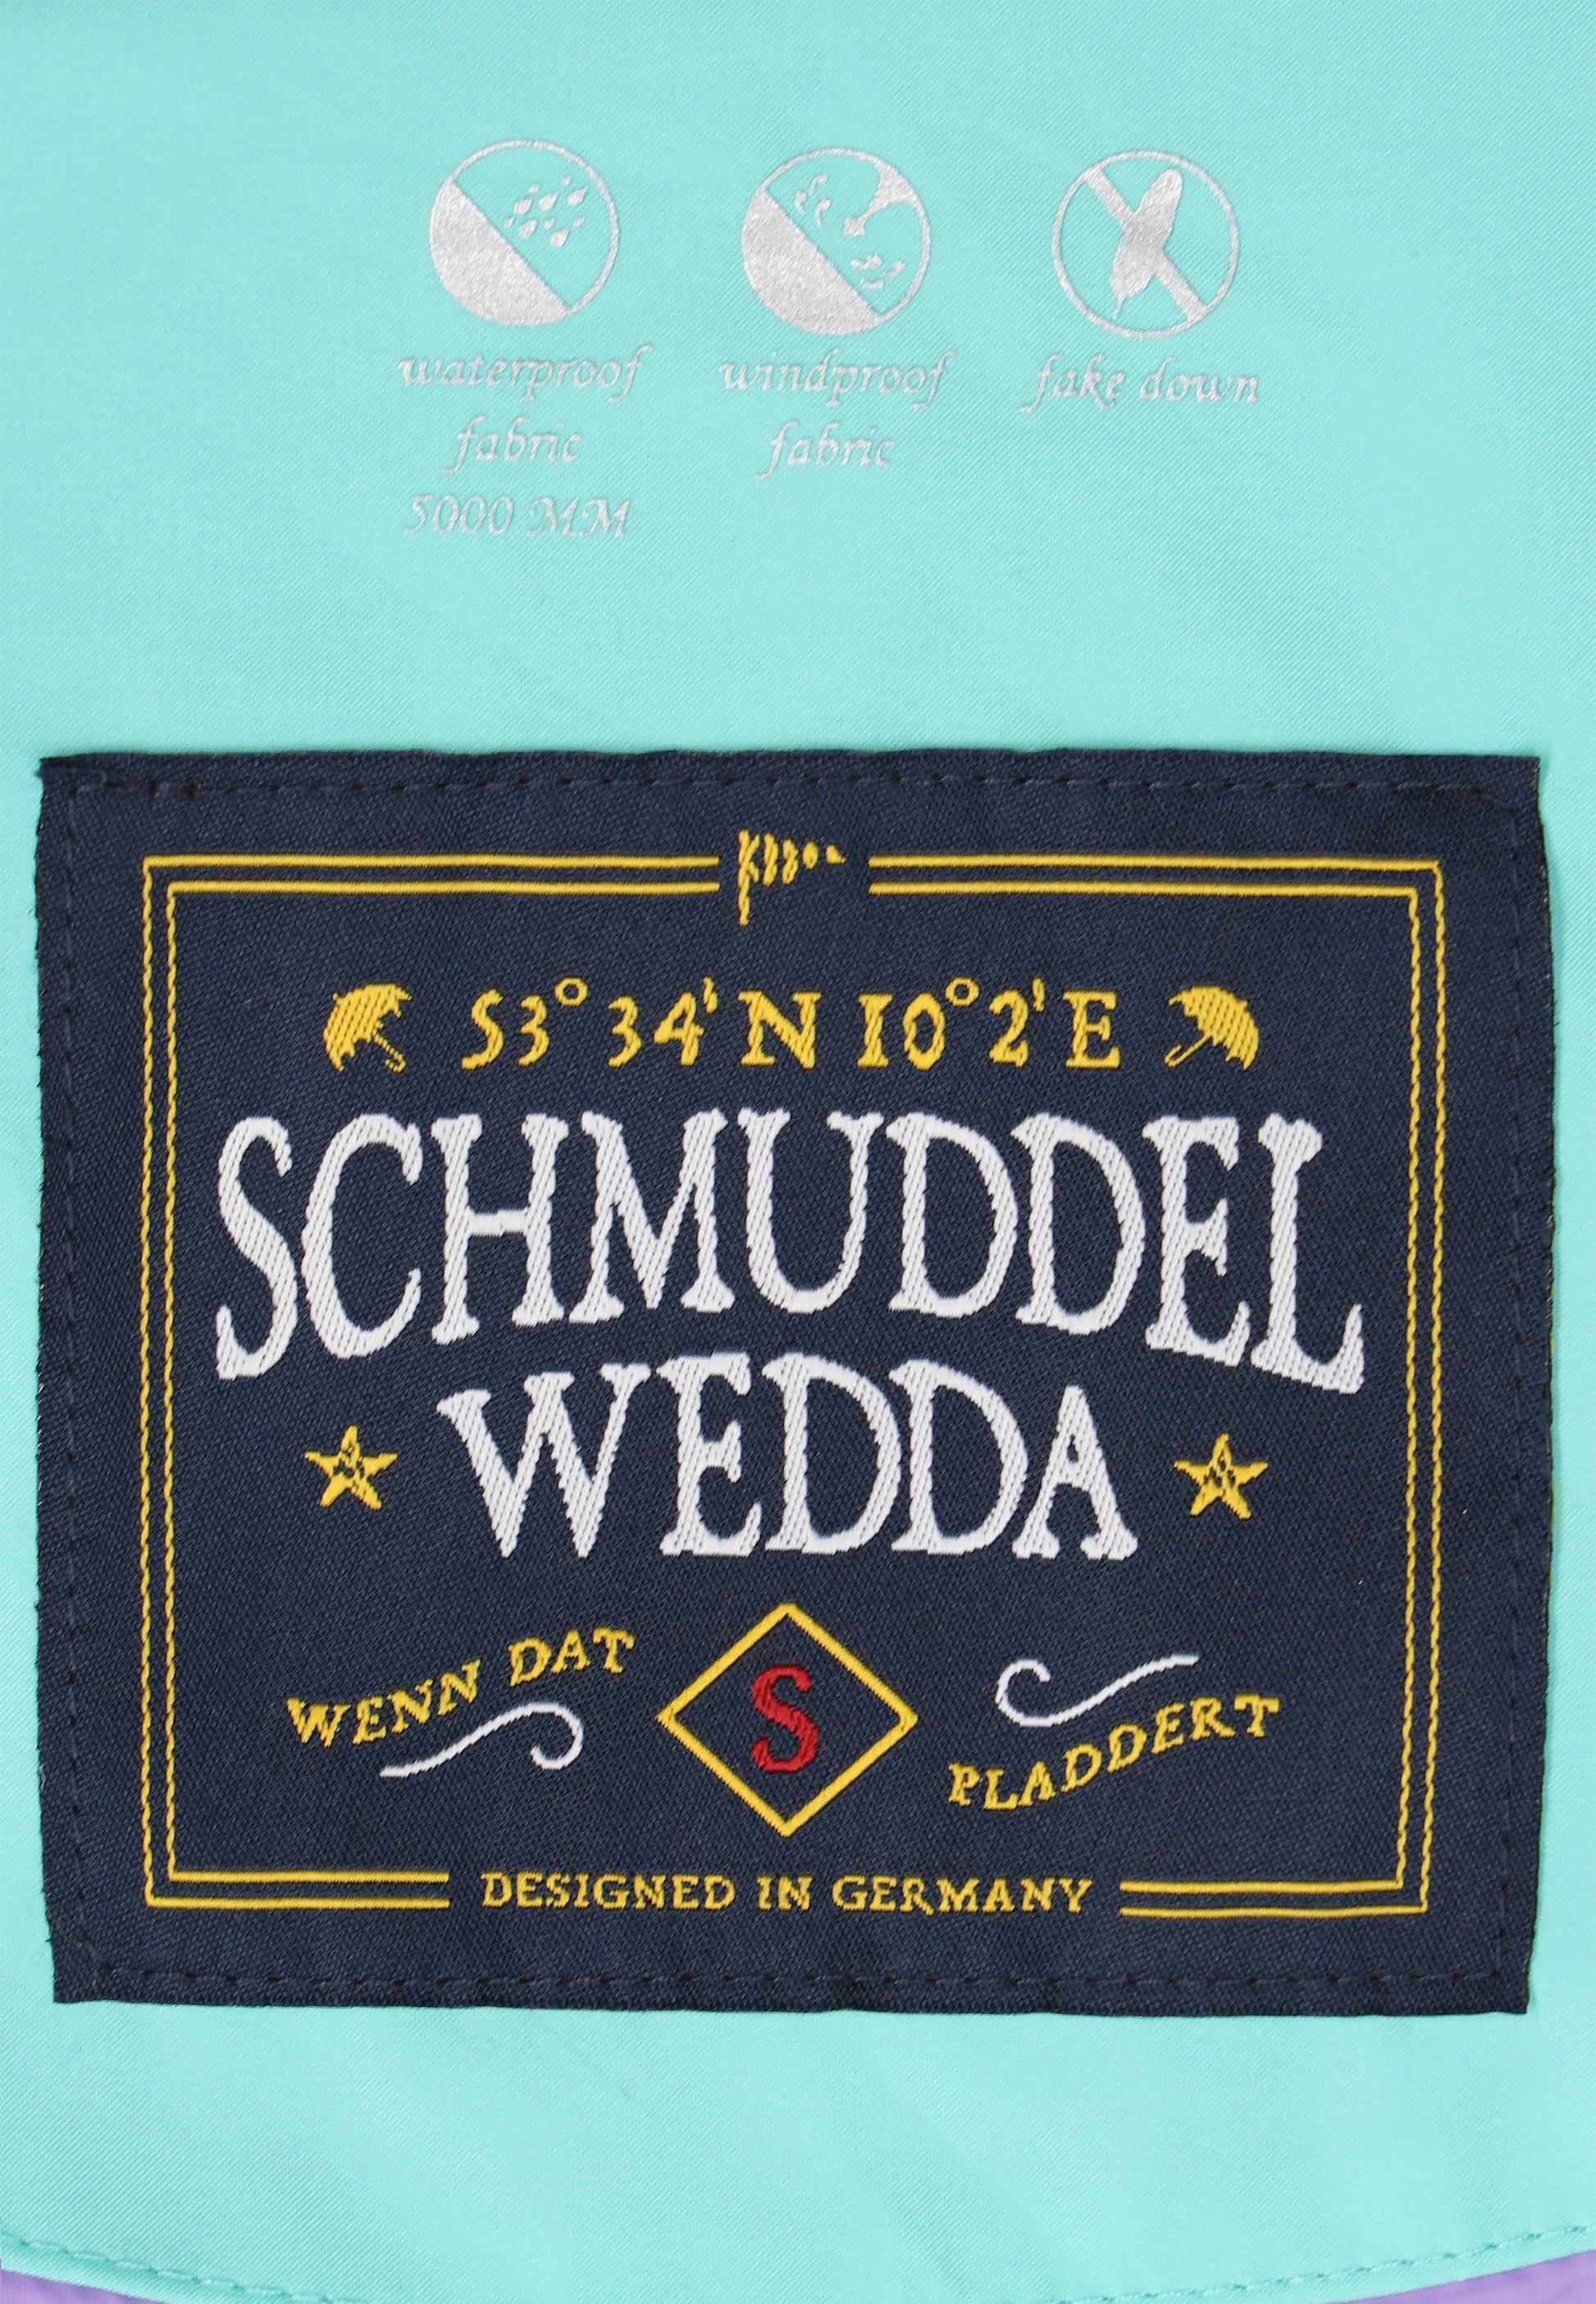 waterproof fabric 5000 MM
windproof fabric
fake down
53° 34' N 10° 2' E
SCHMUDDEL
WEDDA
WENN DAT
S
PLADDERT
DESIGNED IN GERMANY